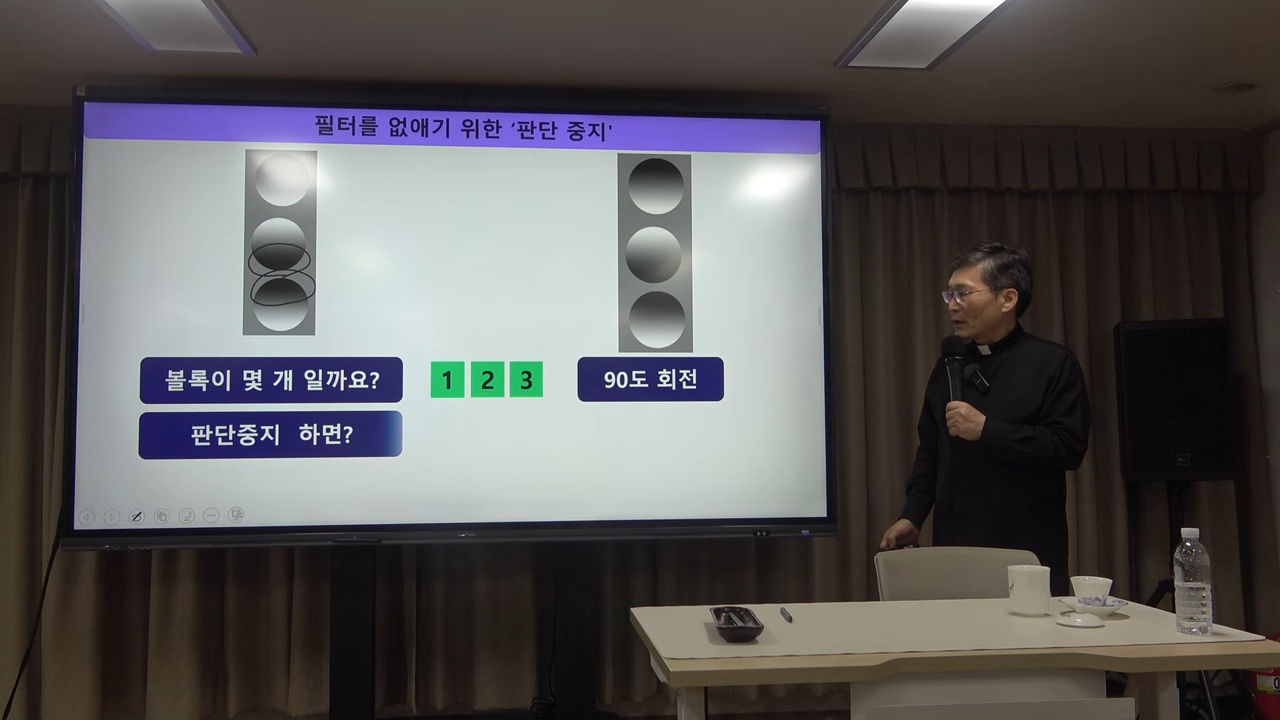 필터를 없애기 위한 ‘판단 중지'
볼록이 몇 개 일까요?
1 2 3
90도 회전
판단중지 하면?